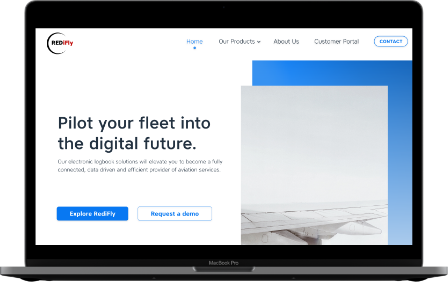 REDiFly
Home
Our Products
About Us
Customer Portal
CONTACT
Pilot your fleet into
the digital future.
Our electronic logbook solutions will elevate you to become a fully
connected, data driven and efficient provider of aviation services.
Explore RediFly
Request a demo
MacBook Pro